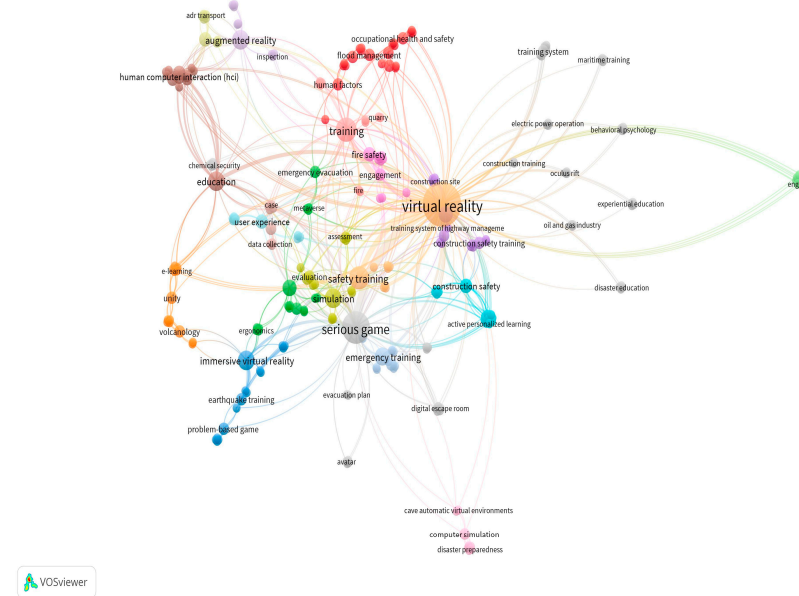 adr transport
augmented reality
occupational health and safety
inspection
flood management
training system
maritime training
human computer interaction (hci)
human factors
quarry
training
electric power operation
behavioral psychology
fire safety
chemical security
emergency evacuation
engagement
construction training
oculus rift
education
construction site
eng
fire
case
metaverse
virtual reality
experiential education
user experience
training system of highway manageme
oil and gas industry
data collection
assessment
construction safety training
e-learning
evaluation
safety training
construction safety
disaster education
unify
simulation
volcanology
ergonomics
serious game
active personalized learning
immersive virtual reality
emergency training
earthquake training
evacuation plan
digital escape room
problem-based game
avatar
cave automatic virtual environments
computer simulation
disaster preparedness
VOSviewer